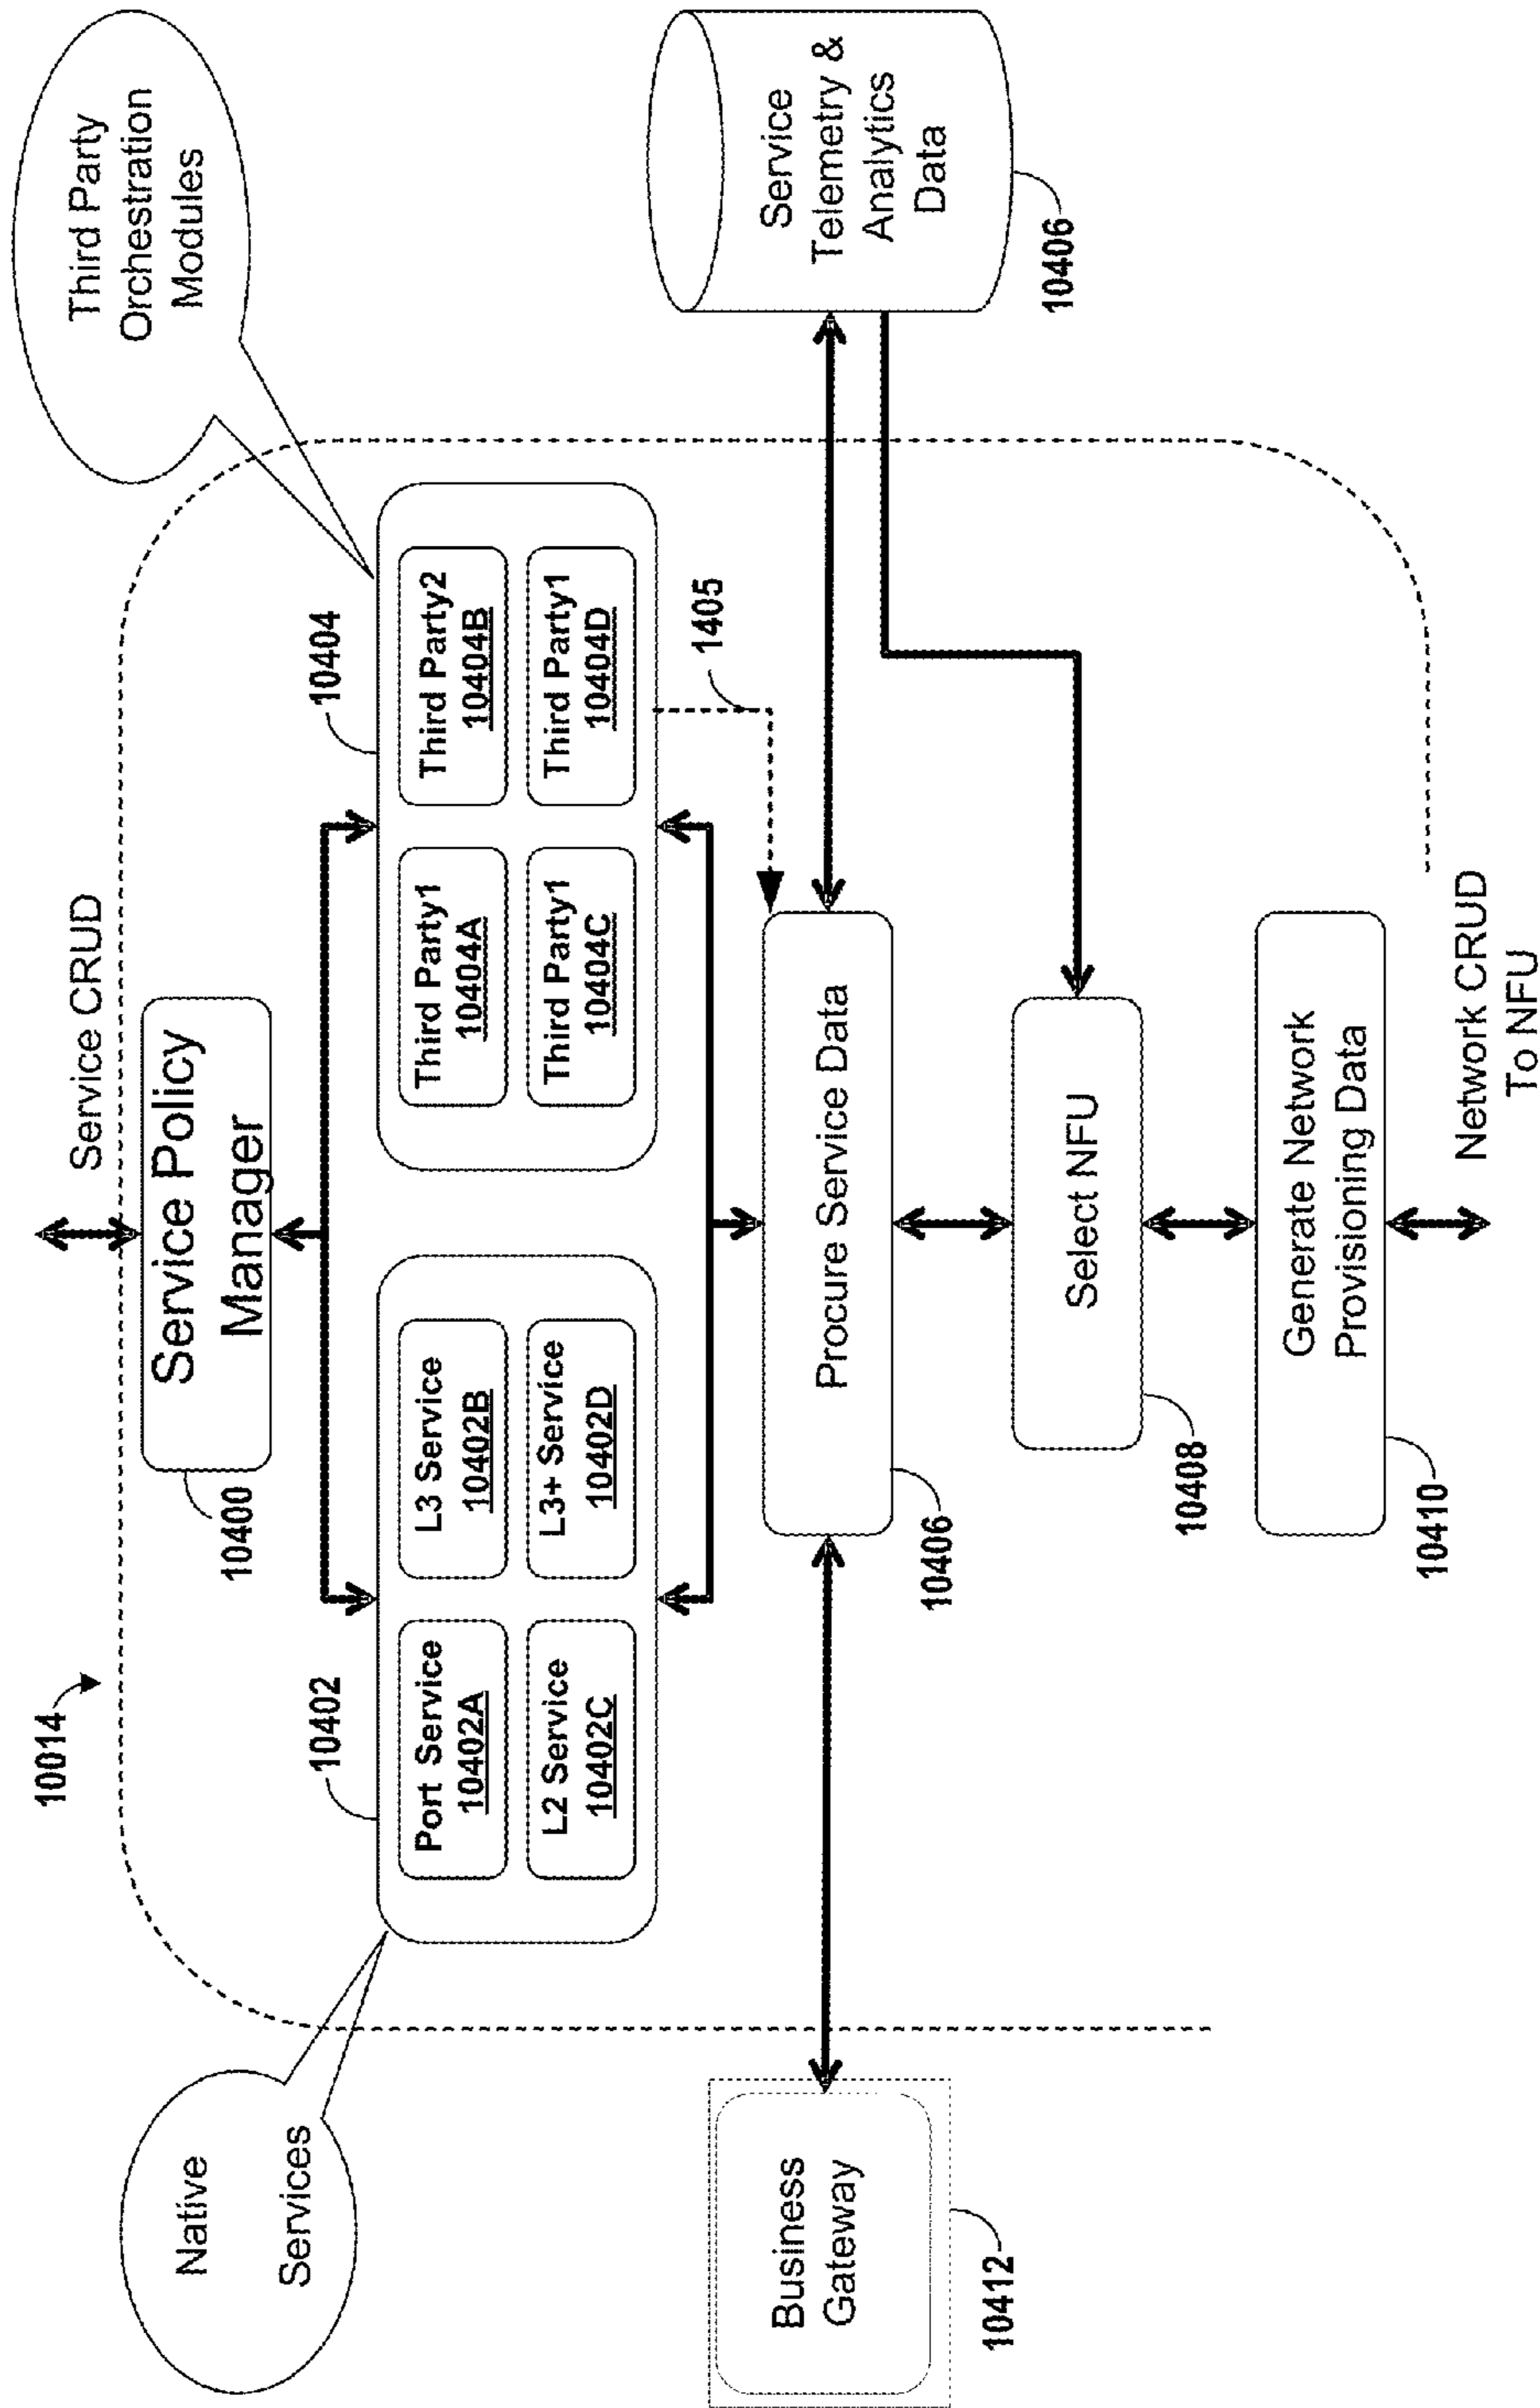 Service CRUD
10014
Service Policy
Manager
10400
Third Party
Orchestration
Modules
Native
Services
10402
Port Service
10402A
L3 Service
10402B
L2 Service
10402C
L3+ Service
10402D
10404
Third Party1
10404A
Third Party2
10404B
Third Party1
10404C
Third Party1
10404D
1405
Business
Gateway
10412
Procure Service Data
10406
Service
Telemetry &
Analytics
Data
10406
Select NFU
10408
Generate Network
Provisioning Data
10410
Network CRUD
To NFU